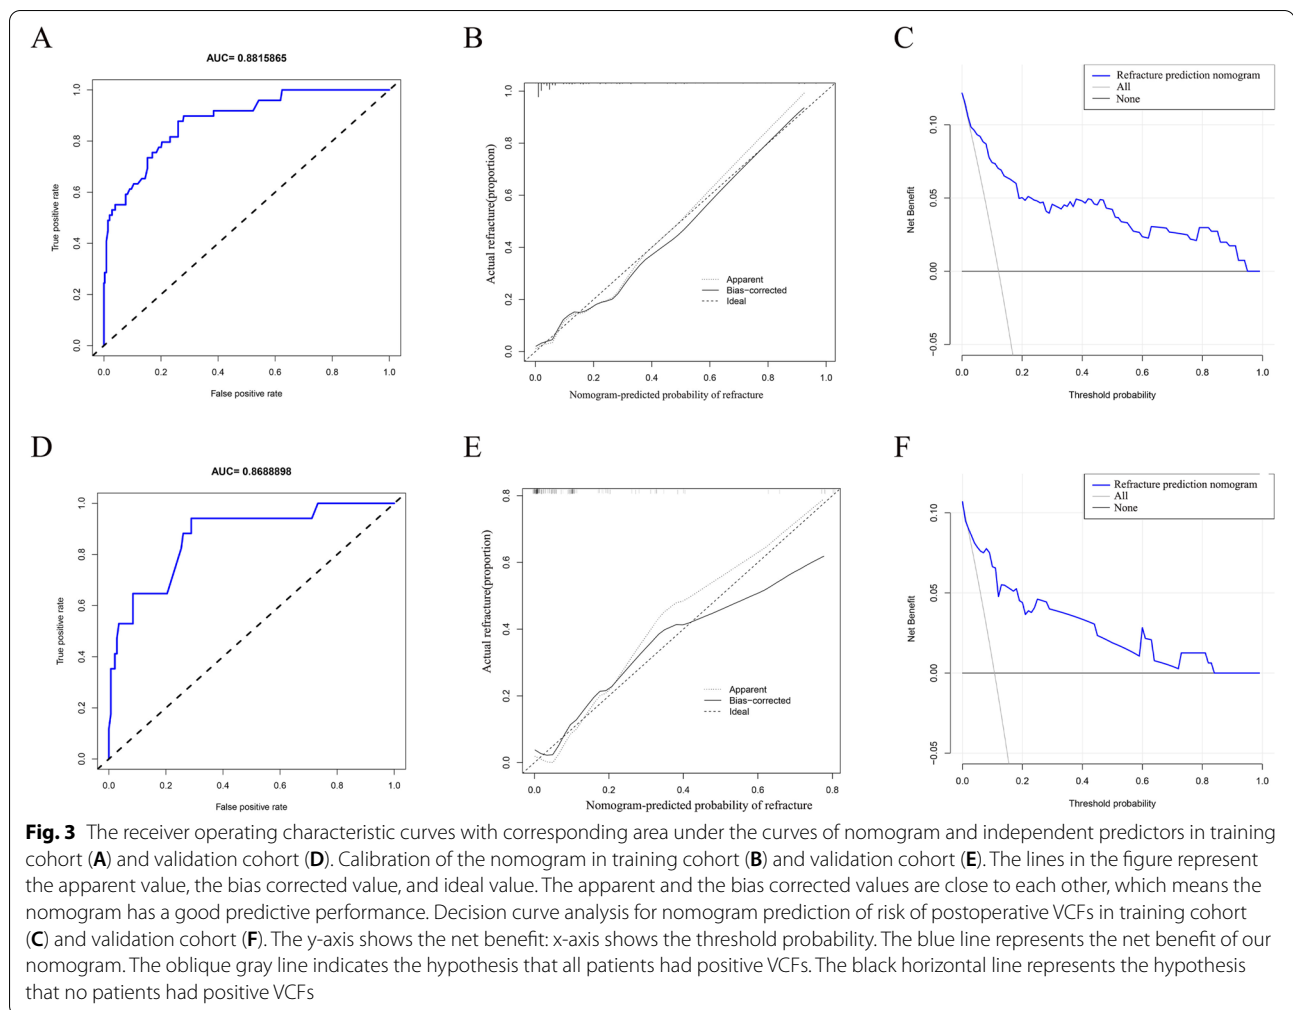 A
AUC= 0.8815865
True positive rate
1.0
0.8
0.6
0.4
0.2
0.0
0.0 0.2 0.4 0.6 0.8 1.0
False positive rate
B
Actual refracture(proportion)
1.0
0.8
0.6
0.4
0.2
0.0
Apparent
Bias−corrected
Ideal
0.0 0.2 0.4 0.6 0.8 1.0
Nomogram-predicted probability of refracture
C
Refracture prediction nomogram
All
None
Net Benefit
0.10
0.05
0.00
−0.05
0.0 0.2 0.4 0.6 0.8 1.0
Threshold probability
D
AUC= 0.8688898
True positive rate
1.0
0.8
0.6
0.4
0.2
0.0
0.0 0.2 0.4 0.6 0.8 1.0
False positive rate
E
Actual refracture(proportion)
0.8
0.6
0.4
0.2
0.0
Apparent
Bias−corrected
Ideal
0.0 0.2 0.4 0.6 0.8
Nomogram-predicted probability of refracture
F
Refracture prediction nomogram
All
None
Net Benefit
0.10
0.05
0.00
−0.05
0.0 0.2 0.4 0.6 0.8 1.0
Threshold probability
Fig. 3 The receiver operating characteristic curves with corresponding area under the curves of nomogram and independent predictors in training
cohort (A) and validation cohort (D). Calibration of the nomogram in training cohort (B) and validation cohort (E). The lines in the figure represent
the apparent value, the bias corrected value, and ideal value. The apparent and the bias corrected values are close to each other, which means the
nomogram has a good predictive performance. Decision curve analysis for nomogram prediction of risk of postoperative VCFs in training cohort
(C) and validation cohort (F). The y-axis shows the net benefit: x-axis shows the threshold probability. The blue line represents the net benefit of our
nomogram. The oblique gray line indicates the hypothesis that all patients had positive VCFs. The black horizontal line represents the hypothesis
that no patients had positive VCFs